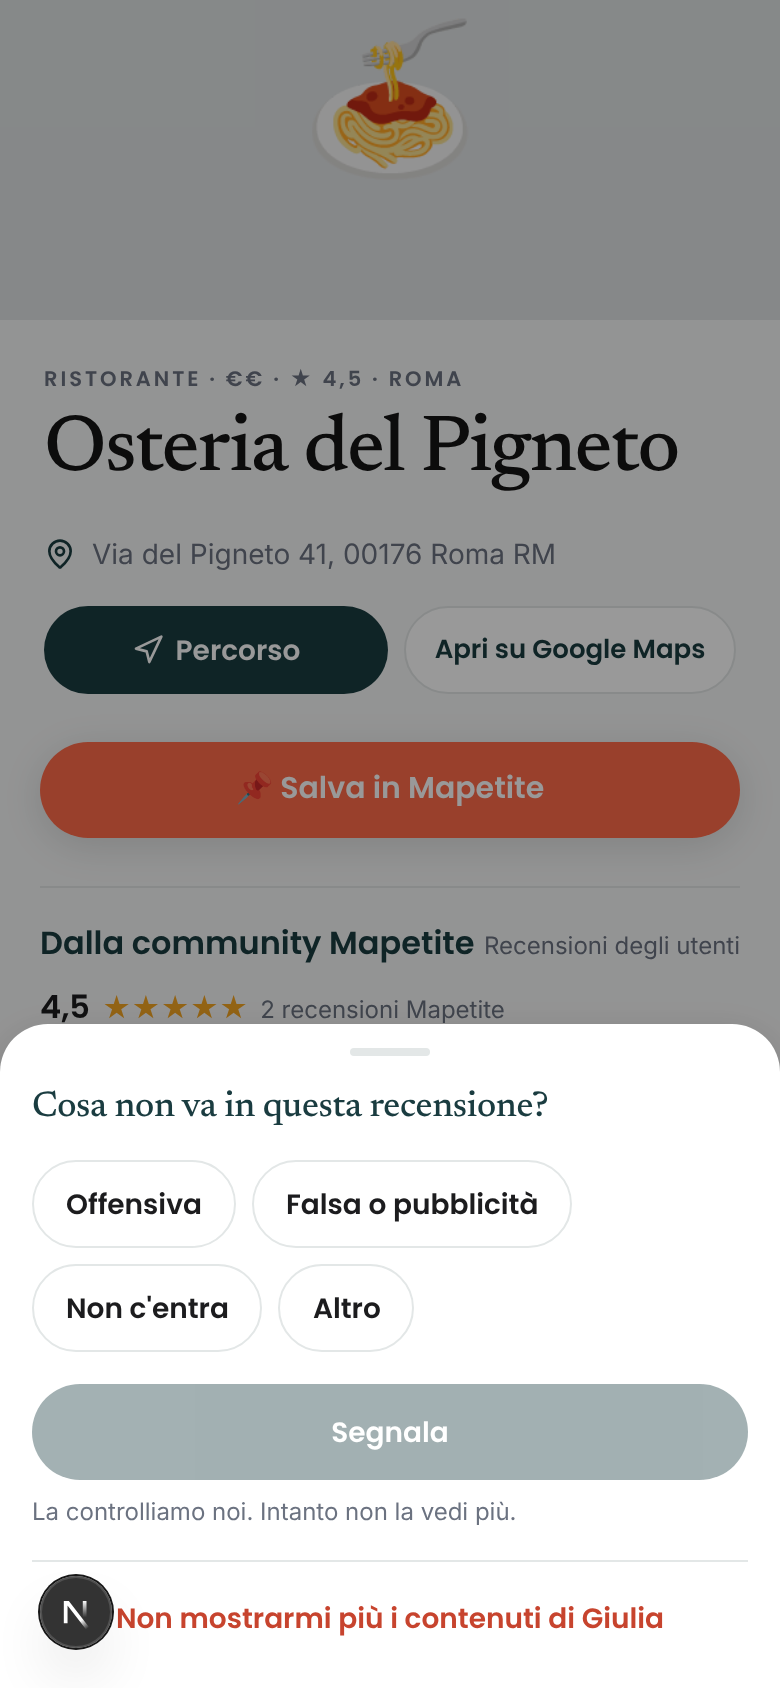 RISTORANTE · €€ · ★ 4,5 · ROMA
Osteria del Pigneto
Via del Pigneto 41, 00176 Roma RM
Percorso
Apri su Google Maps
📌 Salva in Mapetite
Dalla community Mapetite Recensioni degli utenti
4,5 ★★★★★ 2 recensioni Mapetite
Cosa non va in questa recensione?
Offensiva
Falsa o pubblicità
Non c'entra
Altro
Segnala
La controlliamo noi. Intanto non la vedi più.
N
Non mostrarmi più i contenuti di Giulia